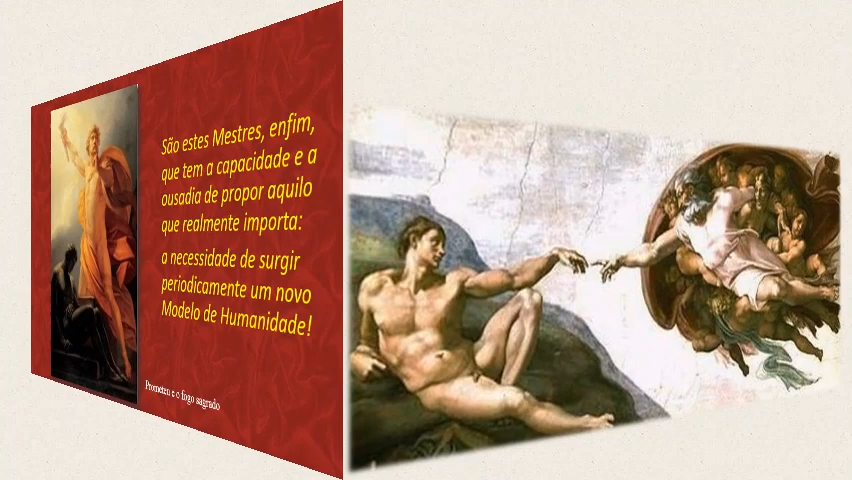 São estes Mestres, enfim,
que tem a capacidade e a
ousadia de propor aquilo
que realmente importa:
a necessidade de surgir
periodicamente um novo
Modelo de Humanidade!
Prometeu e o fogo sagrado